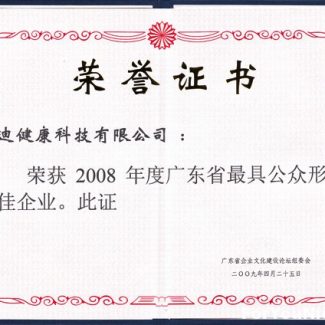 荣誉证书
迪健康科技有限公司：
荣获 2008 年度广东省最具公众形
佳企业。此证
广东省企业文化建设论坛组委会
二〇〇九年四月二十五日